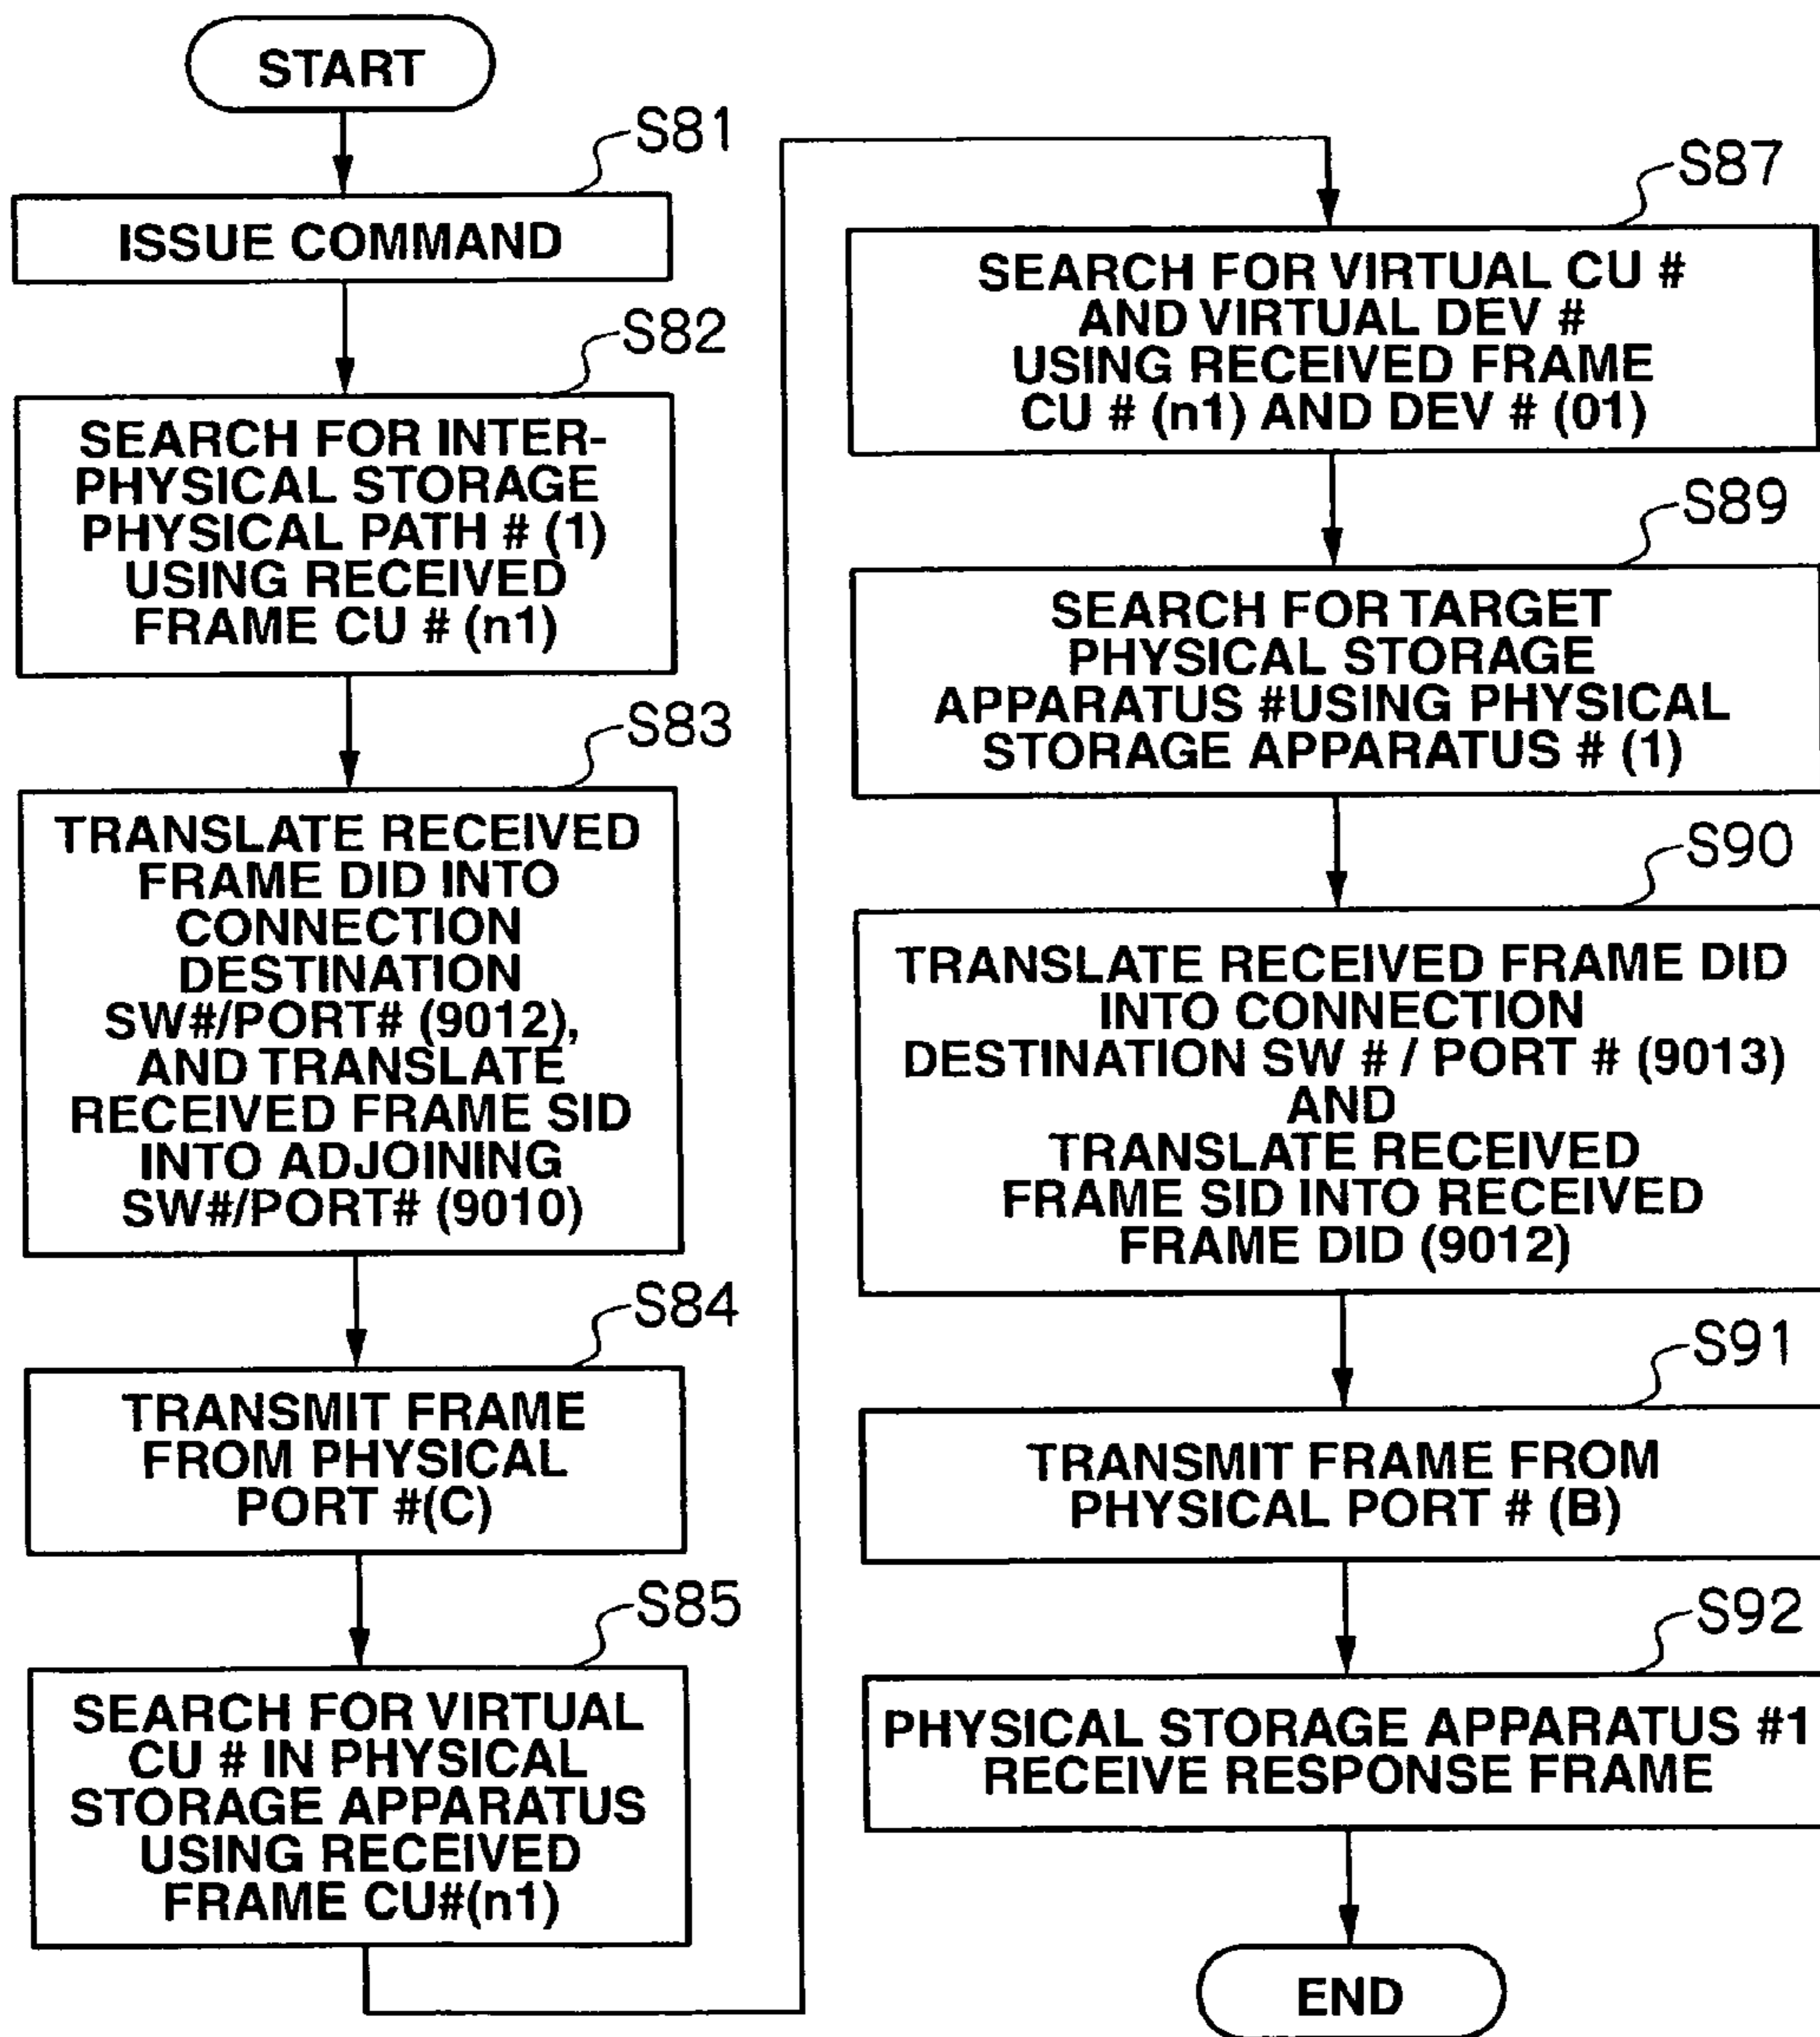 START
S81
ISSUE COMMAND
S82
SEARCH FOR INTER-
PHYSICAL STORAGE
PHYSICAL PATH # (1)
USING RECEIVED
FRAME CU # (n1)
S83
TRANSLATE RECEIVED
FRAME DID INTO
CONNECTION
DESTINATION
SW#/PORT# (9012),
AND TRANSLATE
RECEIVED FRAME SID
INTO ADJOINING
SW#/PORT# (9010)
S84
TRANSMIT FRAME
FROM PHYSICAL
PORT #(C)
S85
SEARCH FOR VIRTUAL
CU # IN PHYSICAL
STORAGE APPARATUS
USING RECEIVED
FRAME CU#(n1)
S87
SEARCH FOR VIRTUAL CU #
AND VIRTUAL DEV #
USING RECEIVED FRAME
CU # (n1) AND DEV # (01)
S89
SEARCH FOR TARGET
PHYSICAL STORAGE
APPARATUS #USING PHYSICAL
STORAGE APPARATUS # (1)
S90
TRANSLATE RECEIVED FRAME DID
INTO CONNECTION
DESTINATION SW # / PORT # (9013)
AND
TRANSLATE RECEIVED
FRAME SID INTO RECEIVED
FRAME DID (9012)
S91
TRANSMIT FRAME FROM
PHYSICAL PORT # (B)
S92
PHYSICAL STORAGE APPARATUS #1
RECEIVE RESPONSE FRAME
END